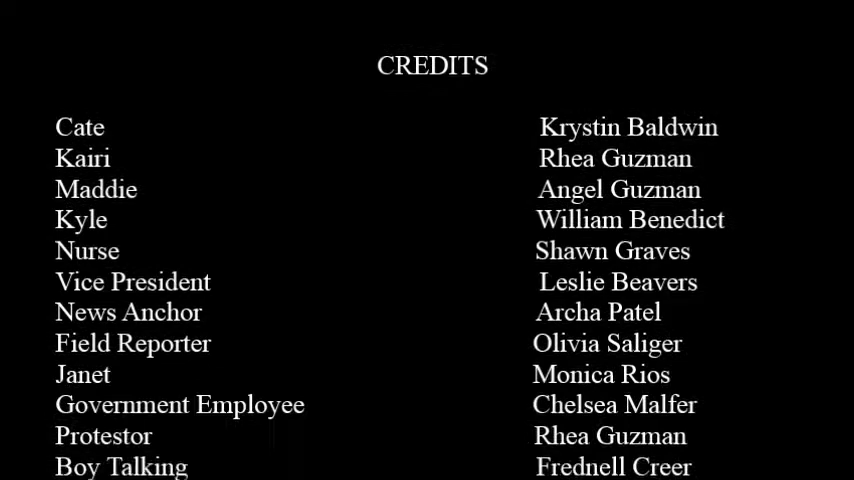 CREDITS
Cate Krystin Baldwin
Kairi Rhea Guzman
Maddie Angel Guzman
Kyle William Benedict
Nurse Shawn Graves
Vice President Leslie Beavers
News Anchor Archa Patel
Field Reporter Olivia Saliger
Janet Monica Rios
Government Employee Chelsea Malfer
Protestor Rhea Guzman
Boy Talking Frednell Creer